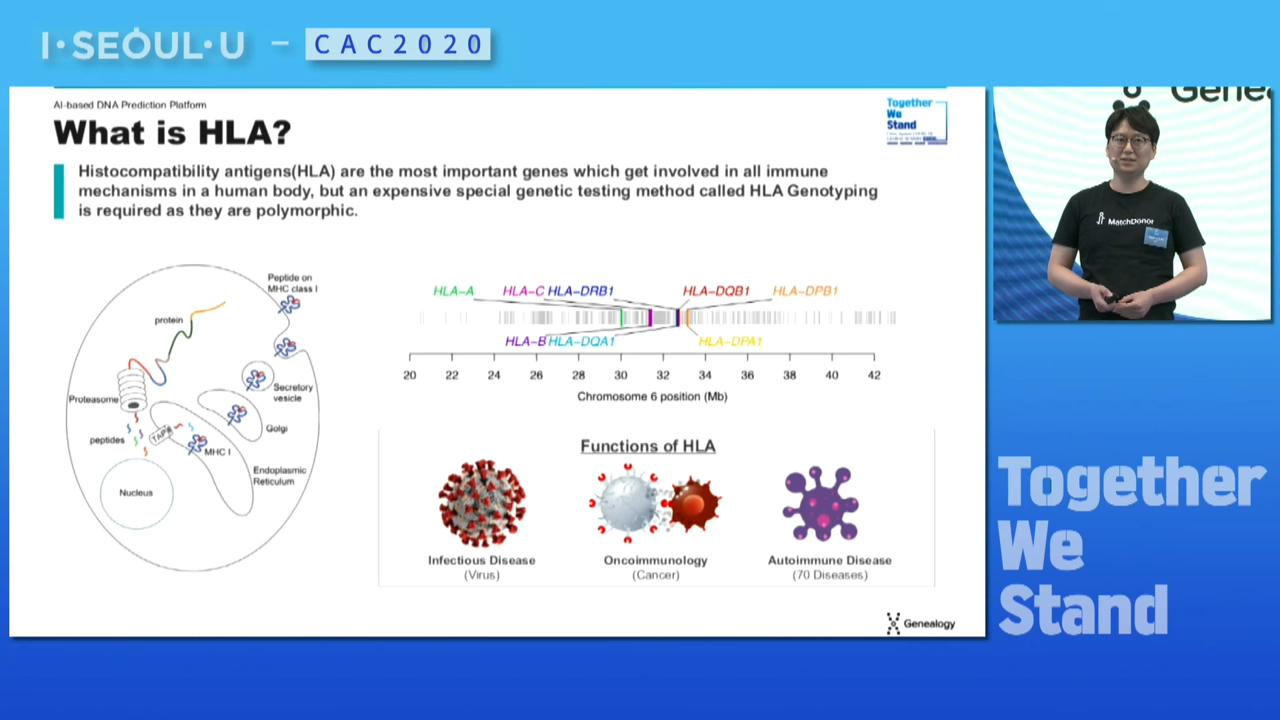 I·SEOUL·U – CAC2020
AI-based DNA Prediction Platform
What is HLA?
Together
We
Stand
Histocompatibility antigens(HLA) are the most important genes which get involved in all immune
mechanisms in a human body, but an expensive special genetic testing method called HLA Genotyping
is required as they are polymorphic.
Peptide on
MHC class I
protein
Proteasome
peptides
TAP
MHC I
Secretory
vesicle
Golgi
Endoplasmic
Reticulum
Nucleus
HLA-A HLA-C HLA-DRB1 HLA-DQB1 HLA-DPB1
HLA-B HLA-DQA1 HLA-DPA1
20 22 24 26 28 30 32 34 36 38 40 42
Chromosome 6 position (Mb)
Functions of HLA
Infectious Disease
(Virus)
Oncoimmunology
(Cancer)
Autoimmune Disease
(70 Diseases)
Genealogy
MatchDonor
Together
We
Stand